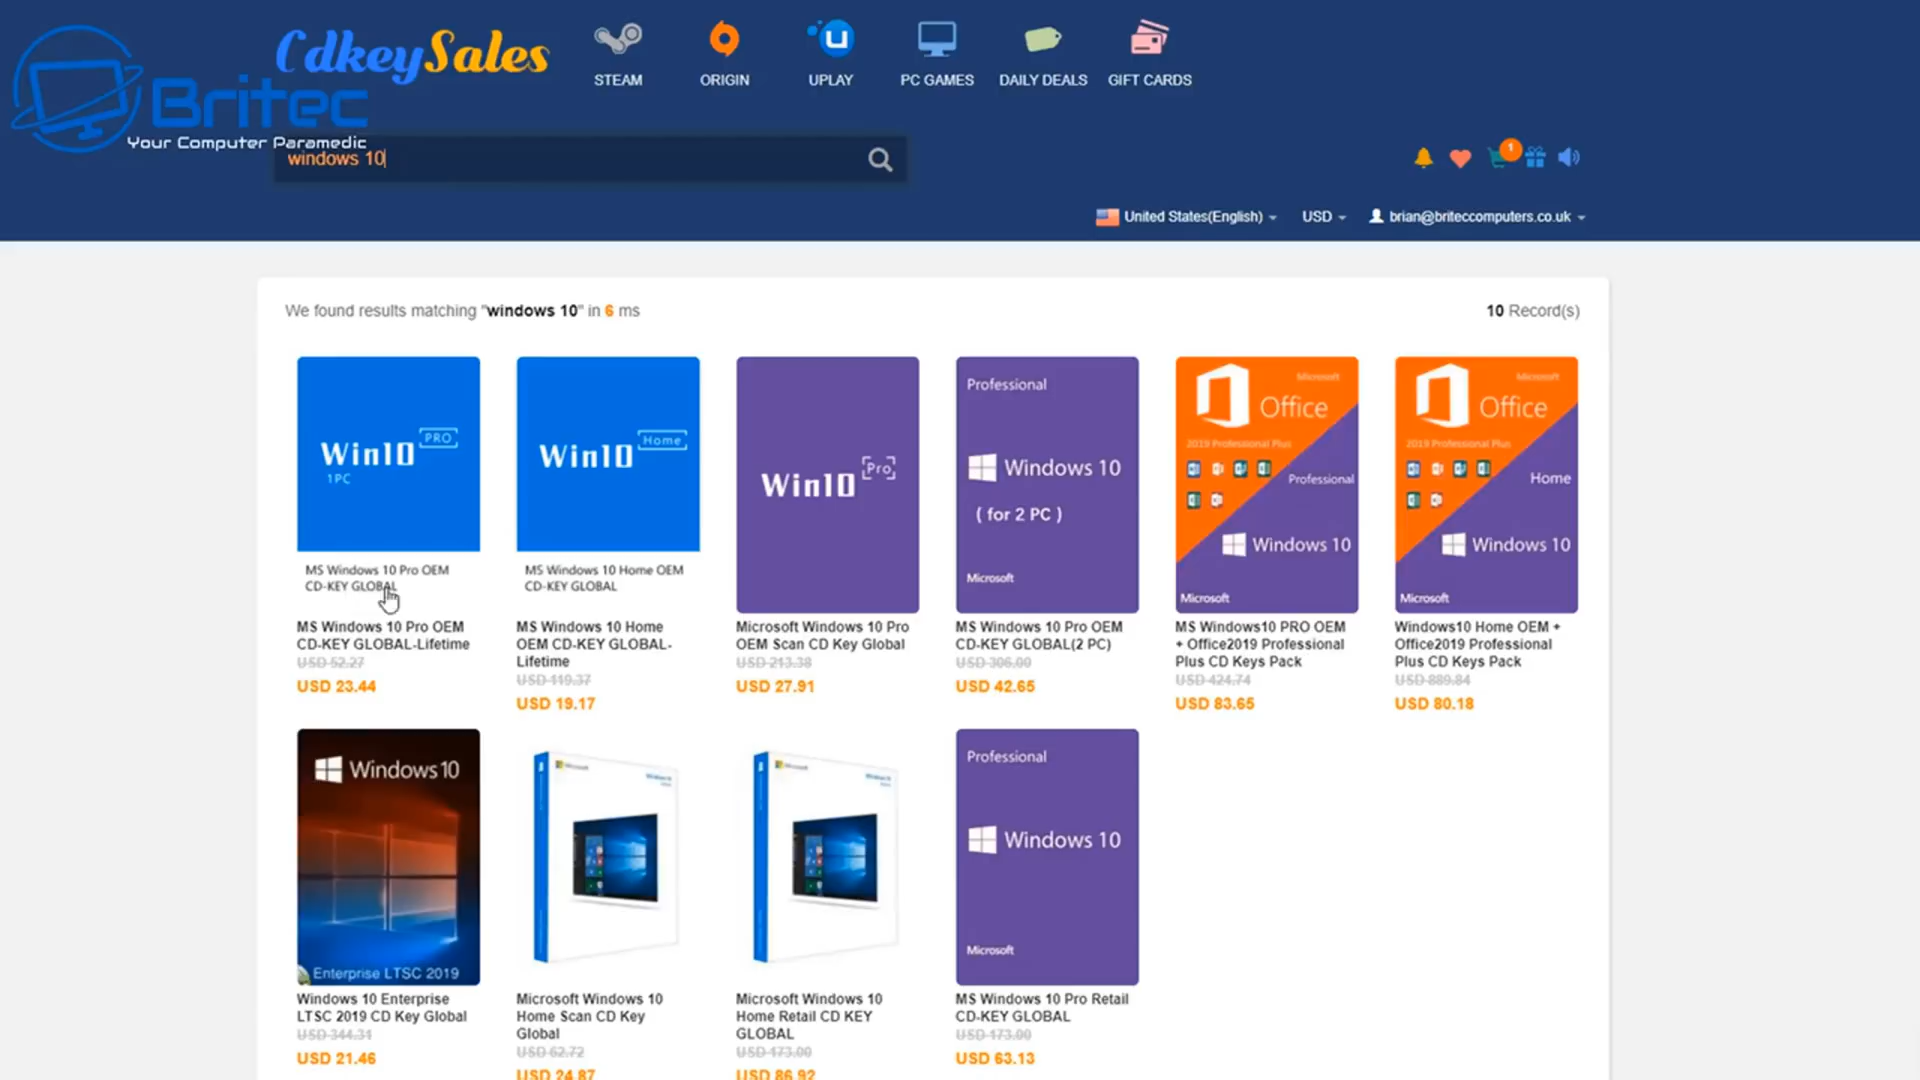 CdkeySales
Britec
Your Computer Paramedic
STEAM
ORIGIN
UPLAY
PC GAMES
DAILY DEALS
GIFT CARDS
windows 10
1
United States(English)
USD
brian@briteccomputers.co.uk
We found results matching "windows 10" in 6 ms
10 Record(s)
Win10 PRO
1PC
MS Windows 10 Pro OEM
CD-KEY GLOBAL
MS Windows 10 Pro OEM
CD-KEY GLOBAL-Lifetime
USD 52.27
USD 23.44
Win10 Home
MS Windows 10 Home OEM
CD-KEY GLOBAL
MS Windows 10 Home
OEM CD-KEY GLOBAL-
Lifetime
USD 119.37
USD 19.17
Win10 Pro
Microsoft Windows 10 Pro
OEM Scan CD Key Global
USD 213.38
USD 27.91
Professional
Windows 10
( for 2 PC )
Microsoft
MS Windows 10 Pro OEM
CD-KEY GLOBAL(2 PC)
USD 306.00
USD 42.65
Microsoft
Office
2019 Professional Plus
Professional
Windows 10
Microsoft
MS Windows10 PRO OEM
+ Office2019 Professional
Plus CD Keys Pack
USD 424.74
USD 83.65
Microsoft
Office
2019 Professional Plus
Home
Windows 10
Microsoft
Windows10 Home OEM +
Office2019 Professional
Plus CD Keys Pack
USD 889.84
USD 80.18
Windows 10
Enterprise LTSC 2019
Windows 10 Enterprise
LTSC 2019 CD Key Global
USD 344.31
USD 21.46
Microsoft Windows 10
Home Scan CD Key
Global
USD 62.72
USD 24.87
Microsoft Windows 10
Home Retail CD KEY
GLOBAL
USD 173.00
USD 86.92
Professional
Windows 10
Microsoft
MS Windows 10 Pro Retail
CD-KEY GLOBAL
USD 173.00
USD 63.13